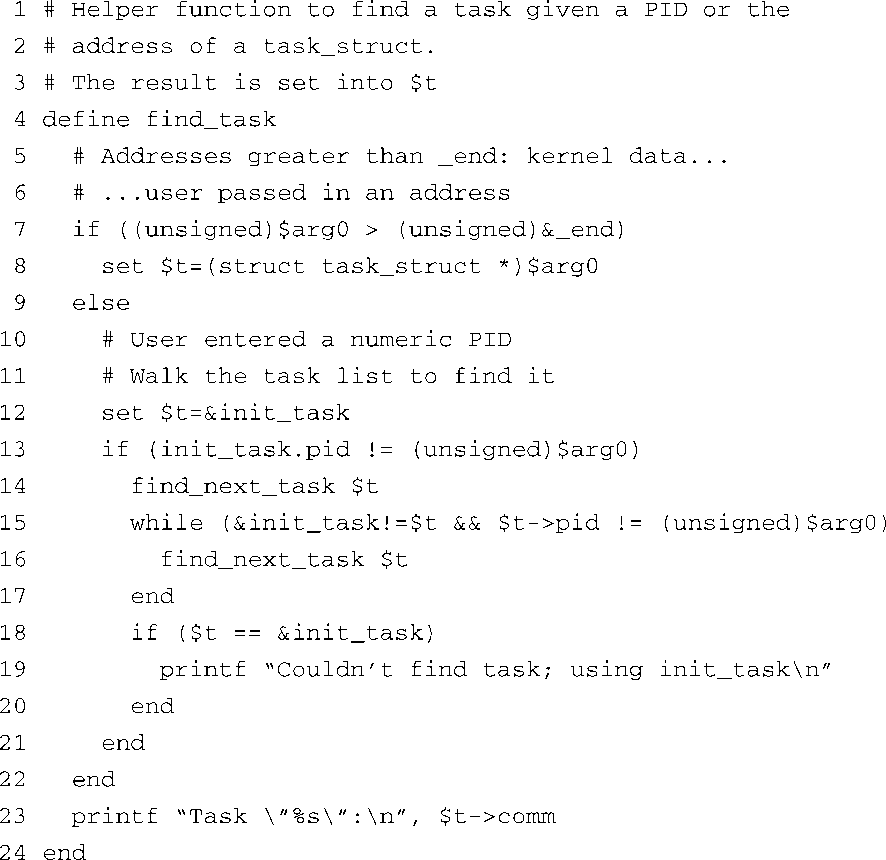 1 # Helper function to find a task given a PID or the
2 # address of a task_struct.
3 # The result is set into $t
4 define find_task
5   # Addresses greater than _end: kernel data...
6   # ...user passed in an address
7   if ((unsigned)$arg0 > (unsigned)&_end)
8     set $t=(struct task_struct *)$arg0
9   else
10     # User entered a numeric PID
11     # Walk the task list to find it
12     set $t=&init_task
13     if (init_task.pid != (unsigned)$arg0)
14       find_next_task $t
15       while (&init_task!=$t && $t->pid != (unsigned)$arg0)
16         find_next_task $t
17       end
18       if ($t == &init_task)
19         printf “Couldn’t find task; using init_task\n”
20       end
21     end
22   end
23   printf “Task \”%s\”:\n”, $t->comm
24 end